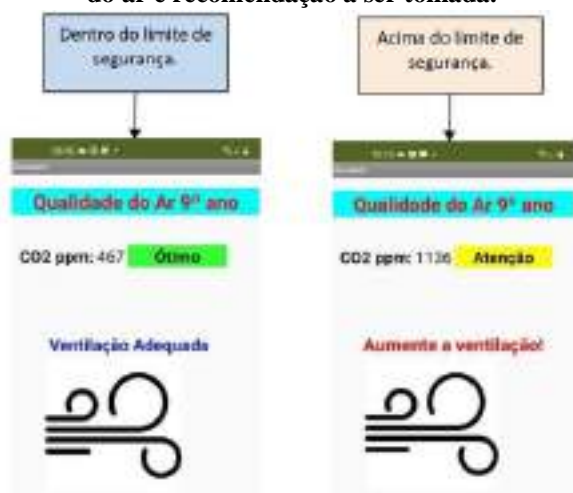 do ar e recomendação a ser tomada.
Dentro do limite de
segurança.
Acima do limite de
segurança.
Qualidade do Ar 9º ano
CO2 ppm: 467 Ótimo
Ventilação Adequada
Qualidade do Ar 9º ano
CO2 ppm: 1136 Atenção
Aumente a ventilação!